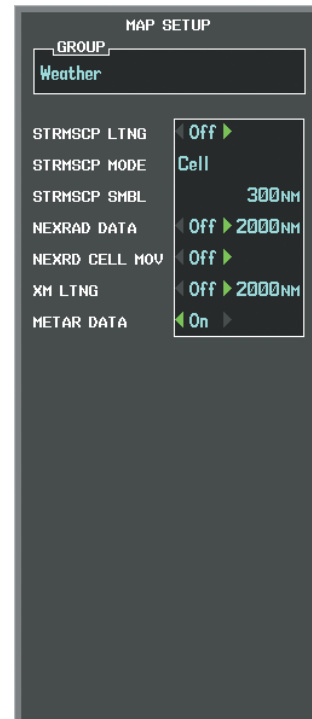 MAP SETUP
GROUP
Weather
STRMSCP LTNG Off
STRMSCP MODE Cell
STRMSCP SMBL 300NM
NEXRAD DATA Off 2000NM
NEXRD CELL MOV Off
XM LTNG Off 2000NM
METAR DATA On